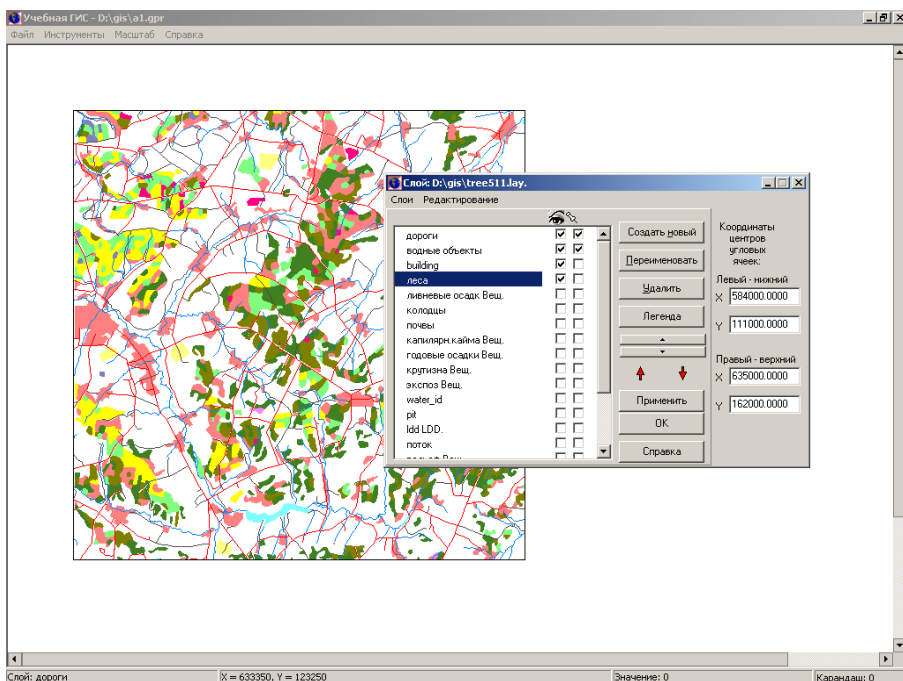 Учебная ГИС - D:\gis\a1.gpr
Файл Инструменты Масштаб Справка
Слой: D:\gis\tree511.lay.
Слои Редактирование
дороги
водные объекты
building
леса
ливневые осадк Вещ.
колодцы
почвы
капилярн.кайма Вещ.
годовые осадки Вещ.
крутизна Вещ.
экспоз Вещ.
water_id
pit
ldd LDD.
поток
Создать новый
Переименовать
Удалить
Легенда
Применить
OK
Справка
Координаты
центров
угловых
ячеек:
Левый - нижний
X 584000.0000
Y 111000.0000
Правый - верхний
X 635000.0000
Y 162000.0000
Слой: дороги X = 633350, Y = 123250 Значение: 0 Карандаш: 0